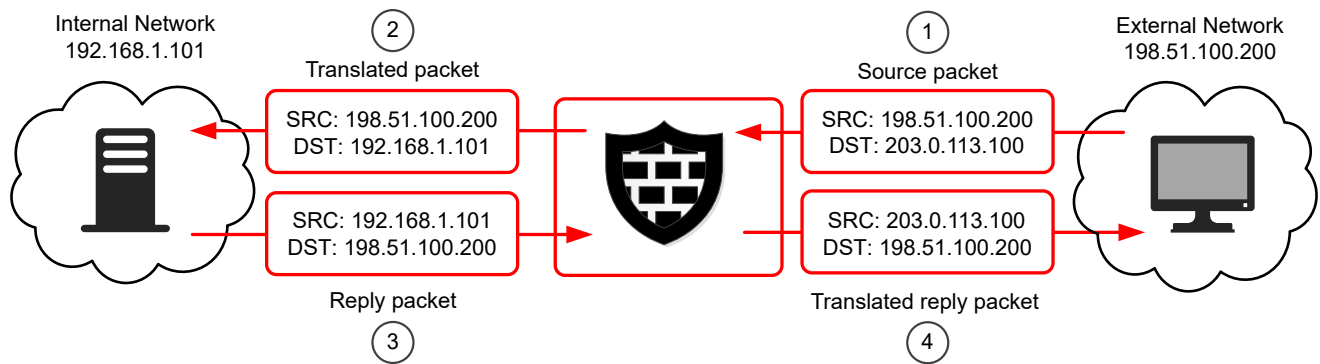 Internal Network
192.168.1.101
2
Translated packet
SRC: 198.51.100.200
DST: 192.168.1.101
1
Source packet
SRC: 198.51.100.200
DST: 203.0.113.100
External Network
198.51.100.200
SRC: 192.168.1.101
DST: 198.51.100.200
Reply packet
3
SRC: 203.0.113.100
DST: 198.51.100.200
Translated reply packet
4